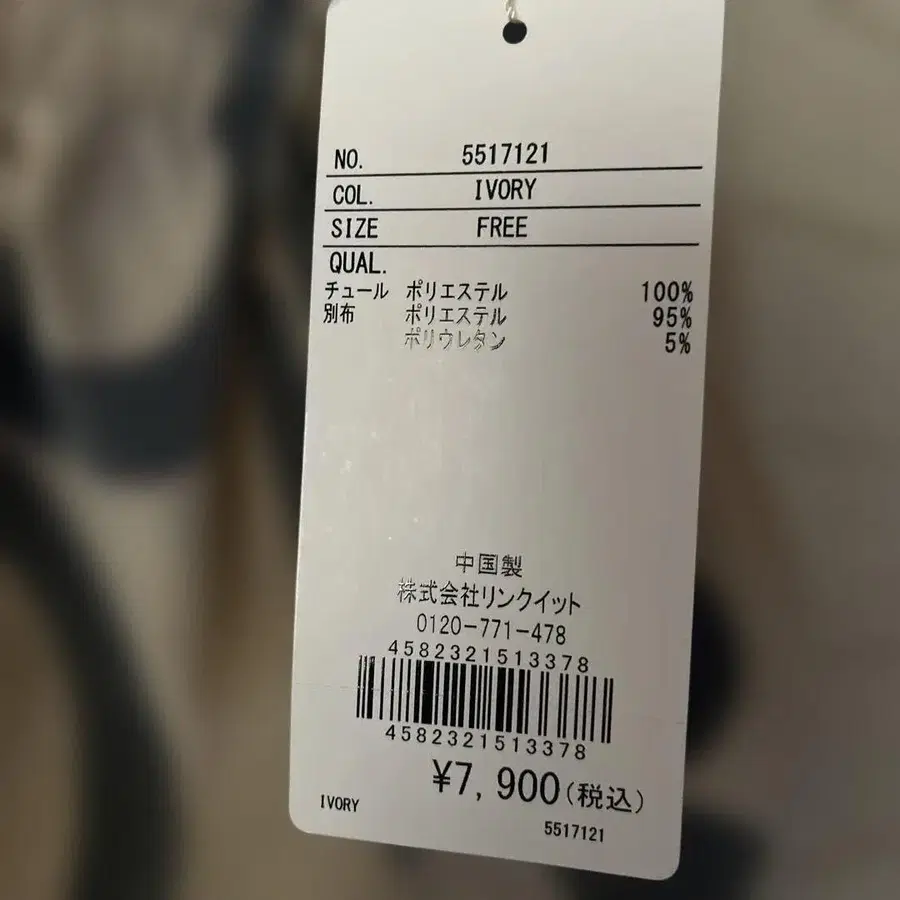 NO. 5517121
COL. IVORY
SIZE FREE
QUAL.
チュール ポリエステル 100%
別布 ポリエステル 95%
ポリウレタン 5%
中国製
株式会社リンクイット
0120-771-478
4582321513378
4582321513378
¥7,900(税込)
IVORY
5517121